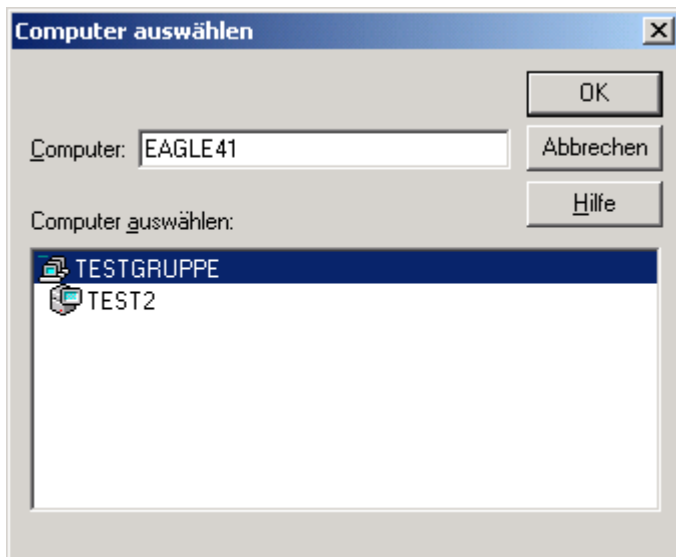 Computer auswählen
OK
Computer: EAGLE41
Abbrechen
Hilfe
Computer auswählen:
TESTGRUPPE
TEST2